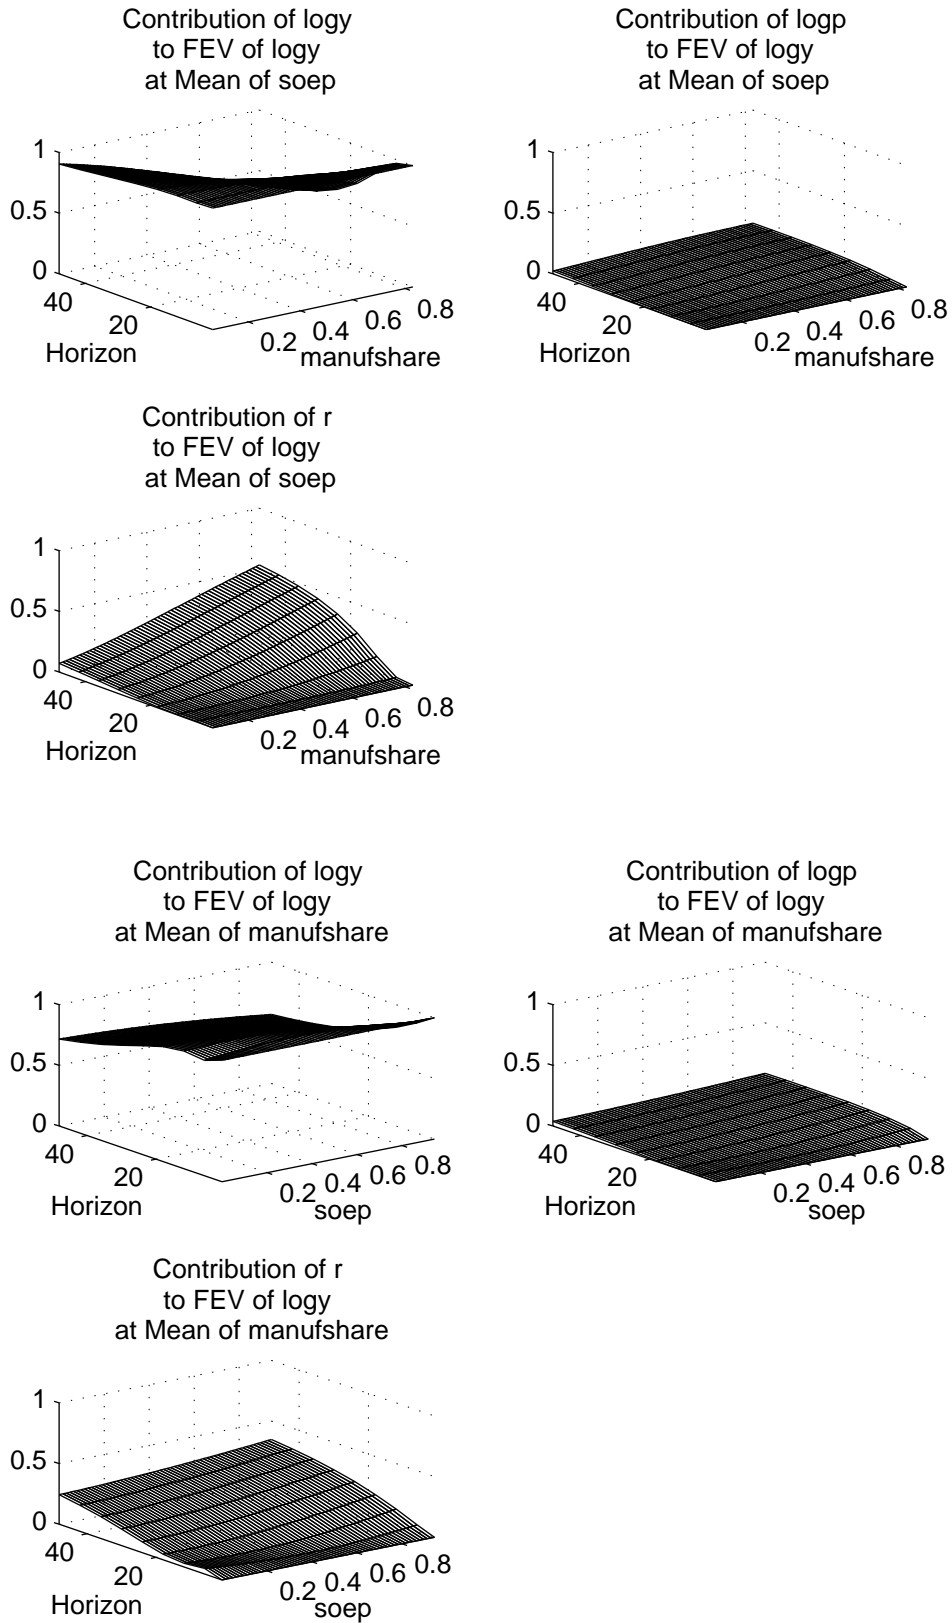 Contribution of logy
to FEV of logy
at Mean of soep
1
0.5
0
40
20
Horizon
0.2
0.4
0.6
0.8
manufshare
Contribution of logp
to FEV of logy
at Mean of soep
1
0.5
0
40
20
Horizon
0.2
0.4
0.6
0.8
manufshare
Contribution of r
to FEV of logy
at Mean of soep
1
0.5
0
40
20
Horizon
0.2
0.4
0.6
0.8
manufshare
Contribution of logy
to FEV of logy
at Mean of manufshare
1
0.5
0
40
20
Horizon
0.2
0.4
0.6
0.8
soep
Contribution of logp
to FEV of logy
at Mean of manufshare
1
0.5
0
40
20
Horizon
0.2
0.4
0.6
0.8
soep
Contribution of r
to FEV of logy
at Mean of manufshare
1
0.5
0
40
20
Horizon
0.2
0.4
0.6
0.8
soep